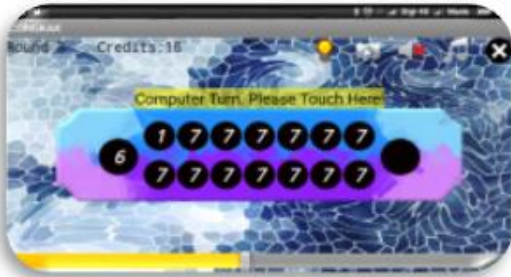 Round
Credits:16
Computer Turn. Please Touch Here!
1 7 7 7 7 7 7
6
7 7 7 7 7 7 7